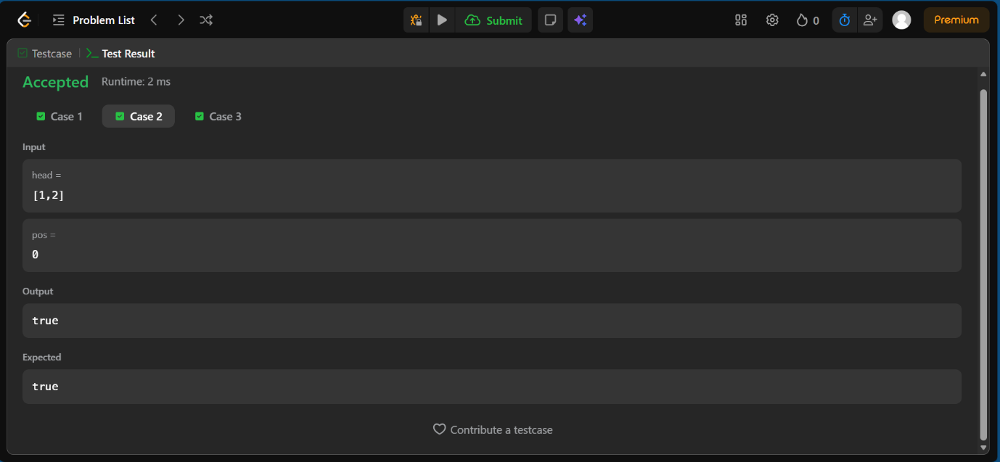 Problem List Submit 0 Premium
Testcase Test Result
Accepted Runtime: 2 ms
Case 1 Case 2 Case 3
Input
head =
[1,2]
pos =
0
Output
true
Expected
true
Contribute a testcase